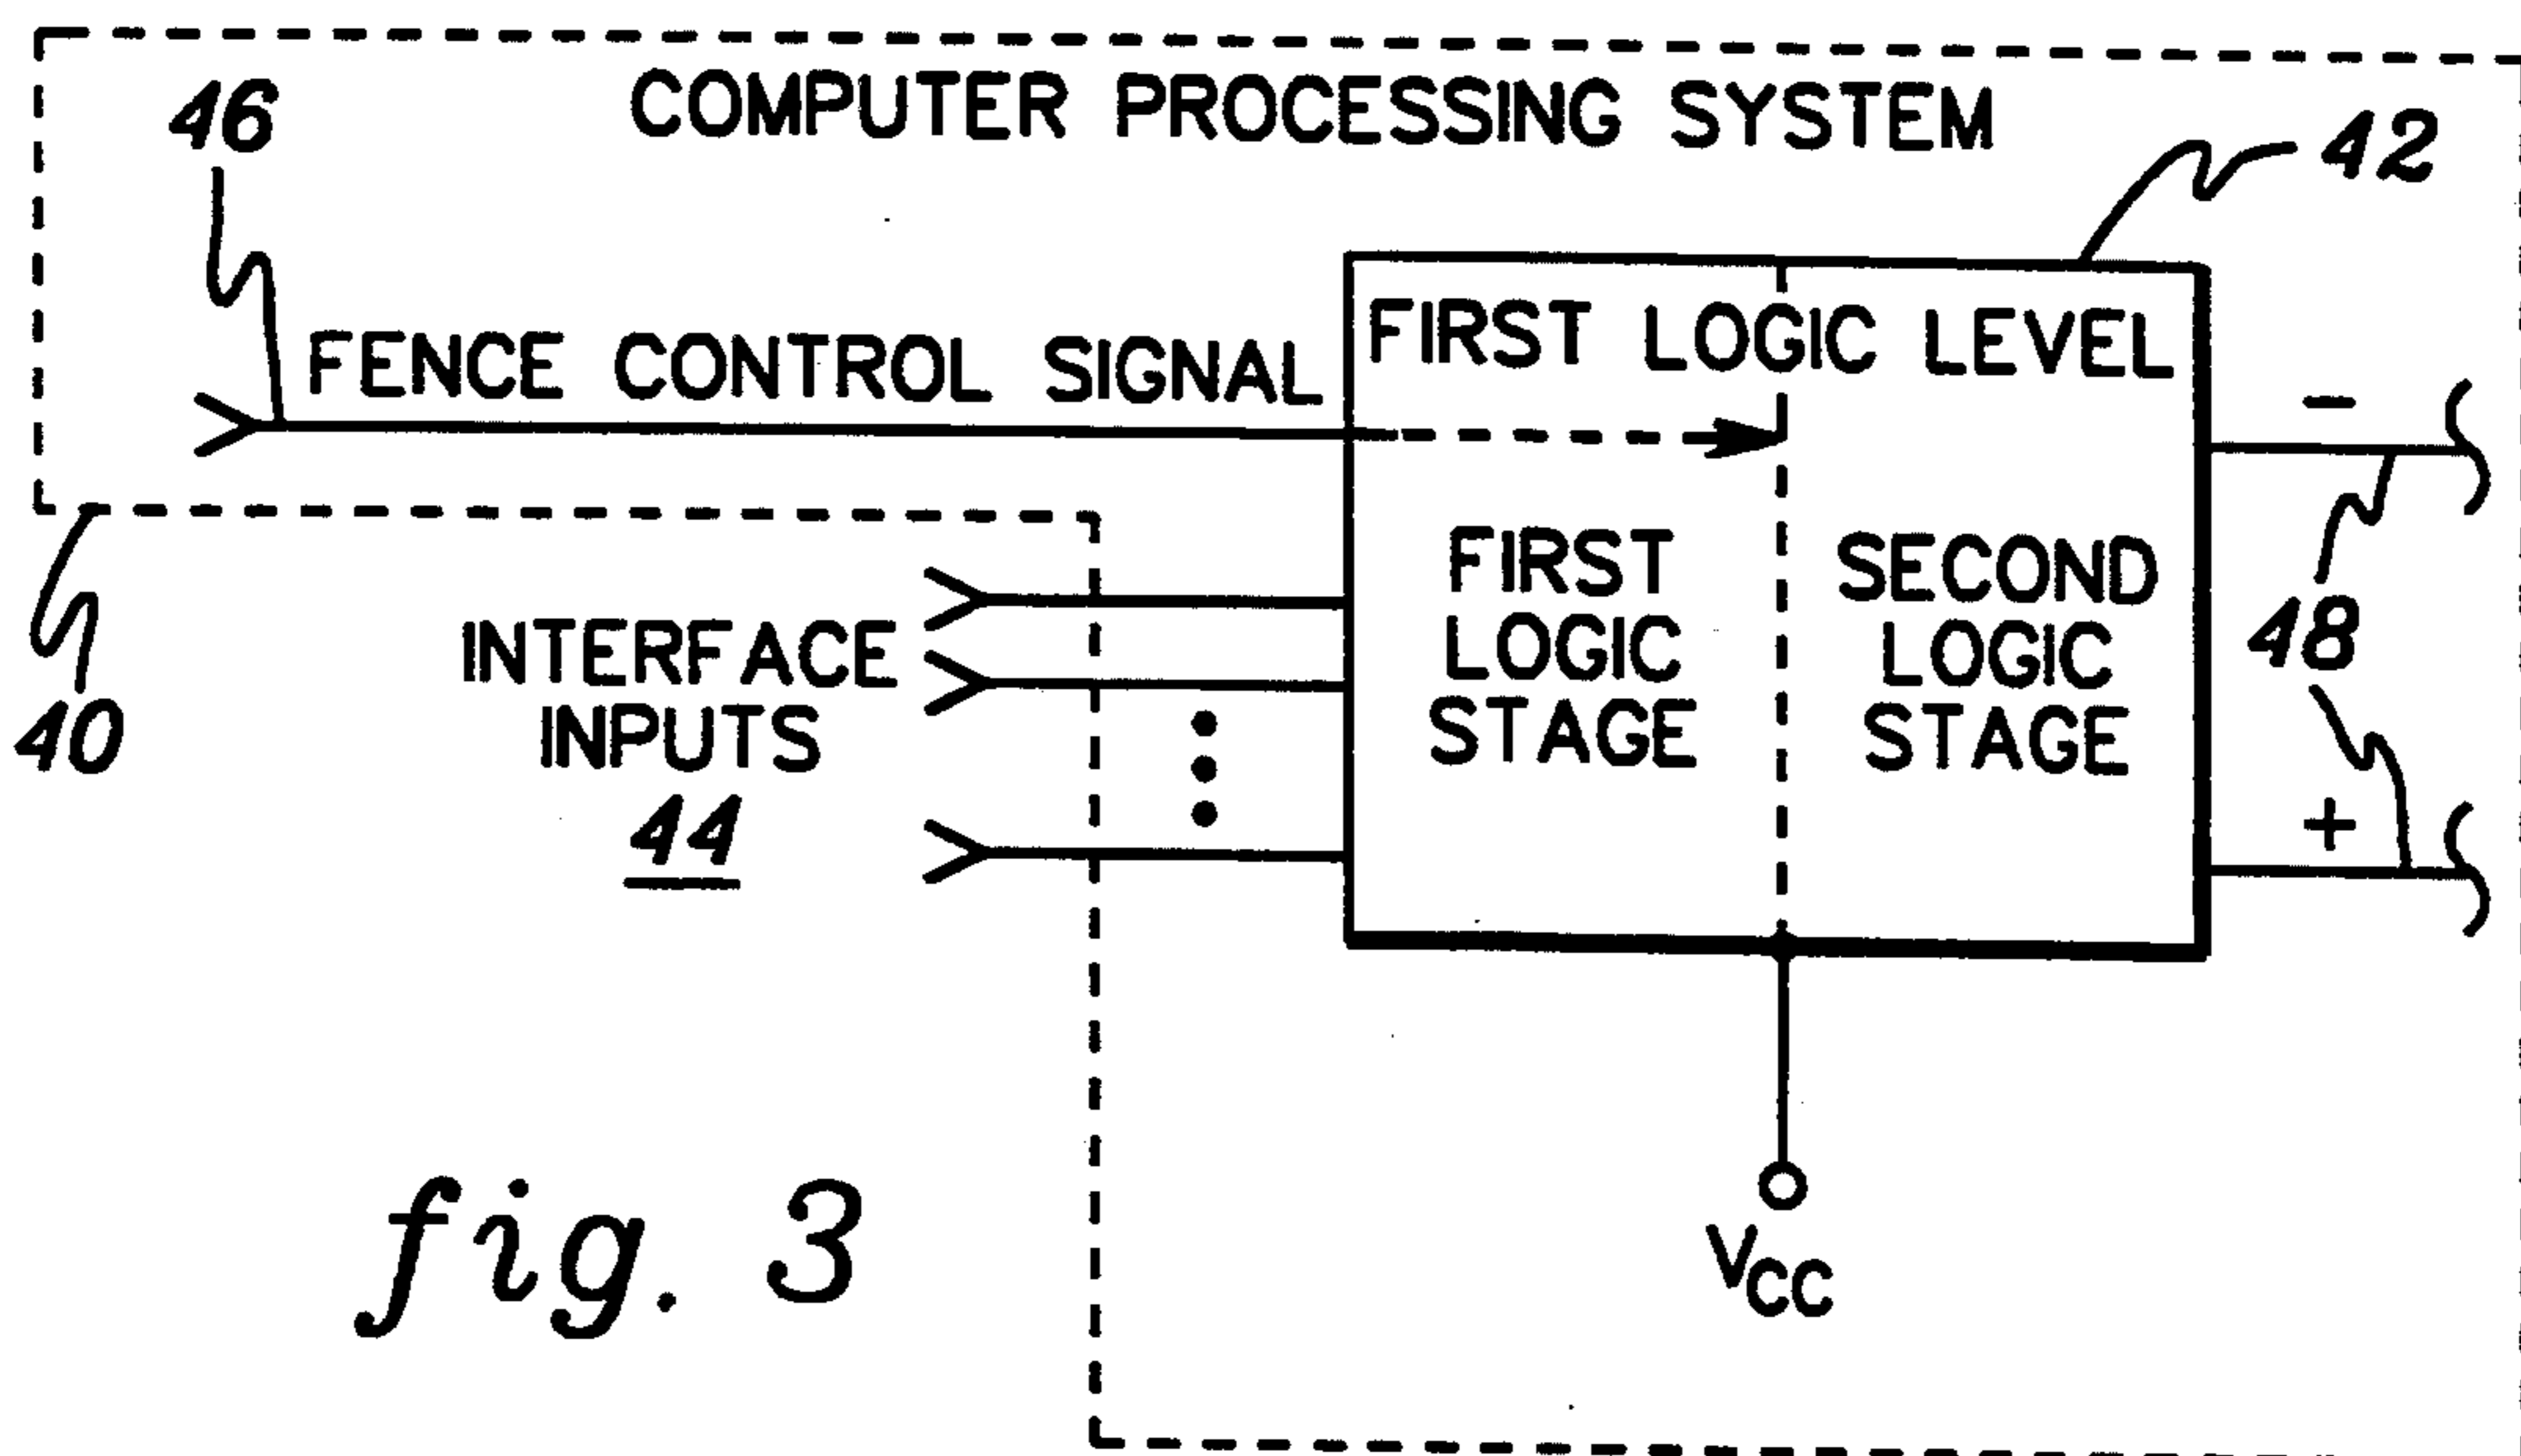 COMPUTER PROCESSING SYSTEM
46
42
FENCE CONTROL SIGNAL
FIRST LOGIC LEVEL
-
FIRST
LOGIC
STAGE
SECOND
LOGIC
STAGE
INTERFACE
INPUTS
44
40
48
+
VCC
fig. 3